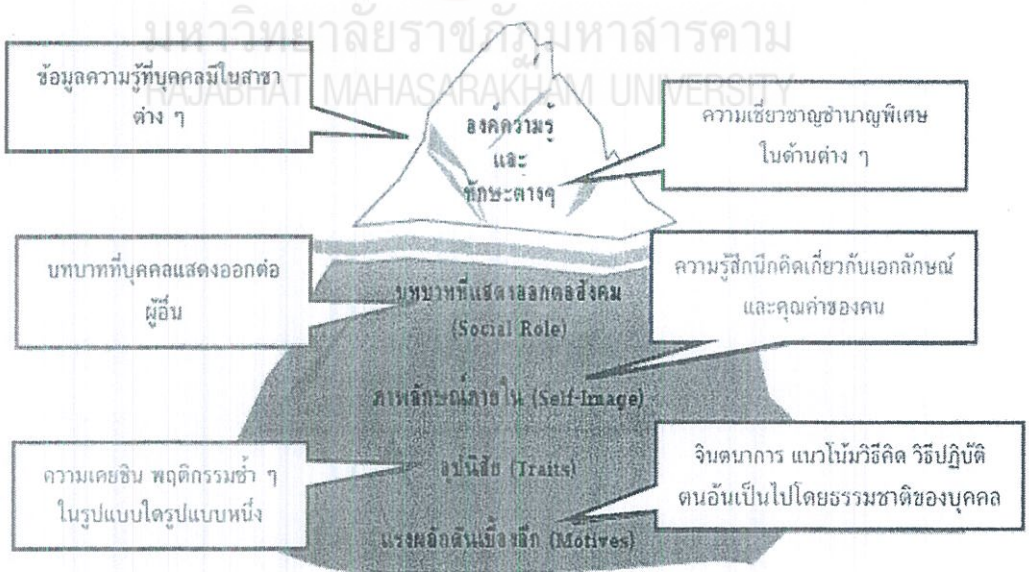 มหาวิทยาลัยราชภัฏมหาสารคาม
RAJABHAT MAHASARAKHAM UNIVERSITY
ข้อมูลความรู้ที่บุคคลมีในสาขา
ต่าง ๆ
องค์ความรู้
และ
ทักษะต่างๆ
ความเชี่ยวชาญชำนาญพิเศษ
ในด้านต่าง ๆ
บทบาทที่บุคคลแสดงออกต่อ
ผู้อื่น
บทบาทที่แสดงออกต่อสังคม
(Social Role)
ความรู้สึกนึกคิดเกี่ยวกับเอกลักษณ์
และคุณค่าของคน
ภาพลักษณ์ภายใน (Self-Image)
ความเคยชิน พฤติกรรมซ้ำ ๆ
ในรูปแบบใดรูปแบบหนึ่ง
อุปนิสัย (Traits)
จินตนาการ แนวโน้มวิธีคิด วิธีปฏิบัติ
ตนอันเป็นไปโดยธรรมชาติของบุคคล
แรงผลักดันเบื้องลึก (Motives)